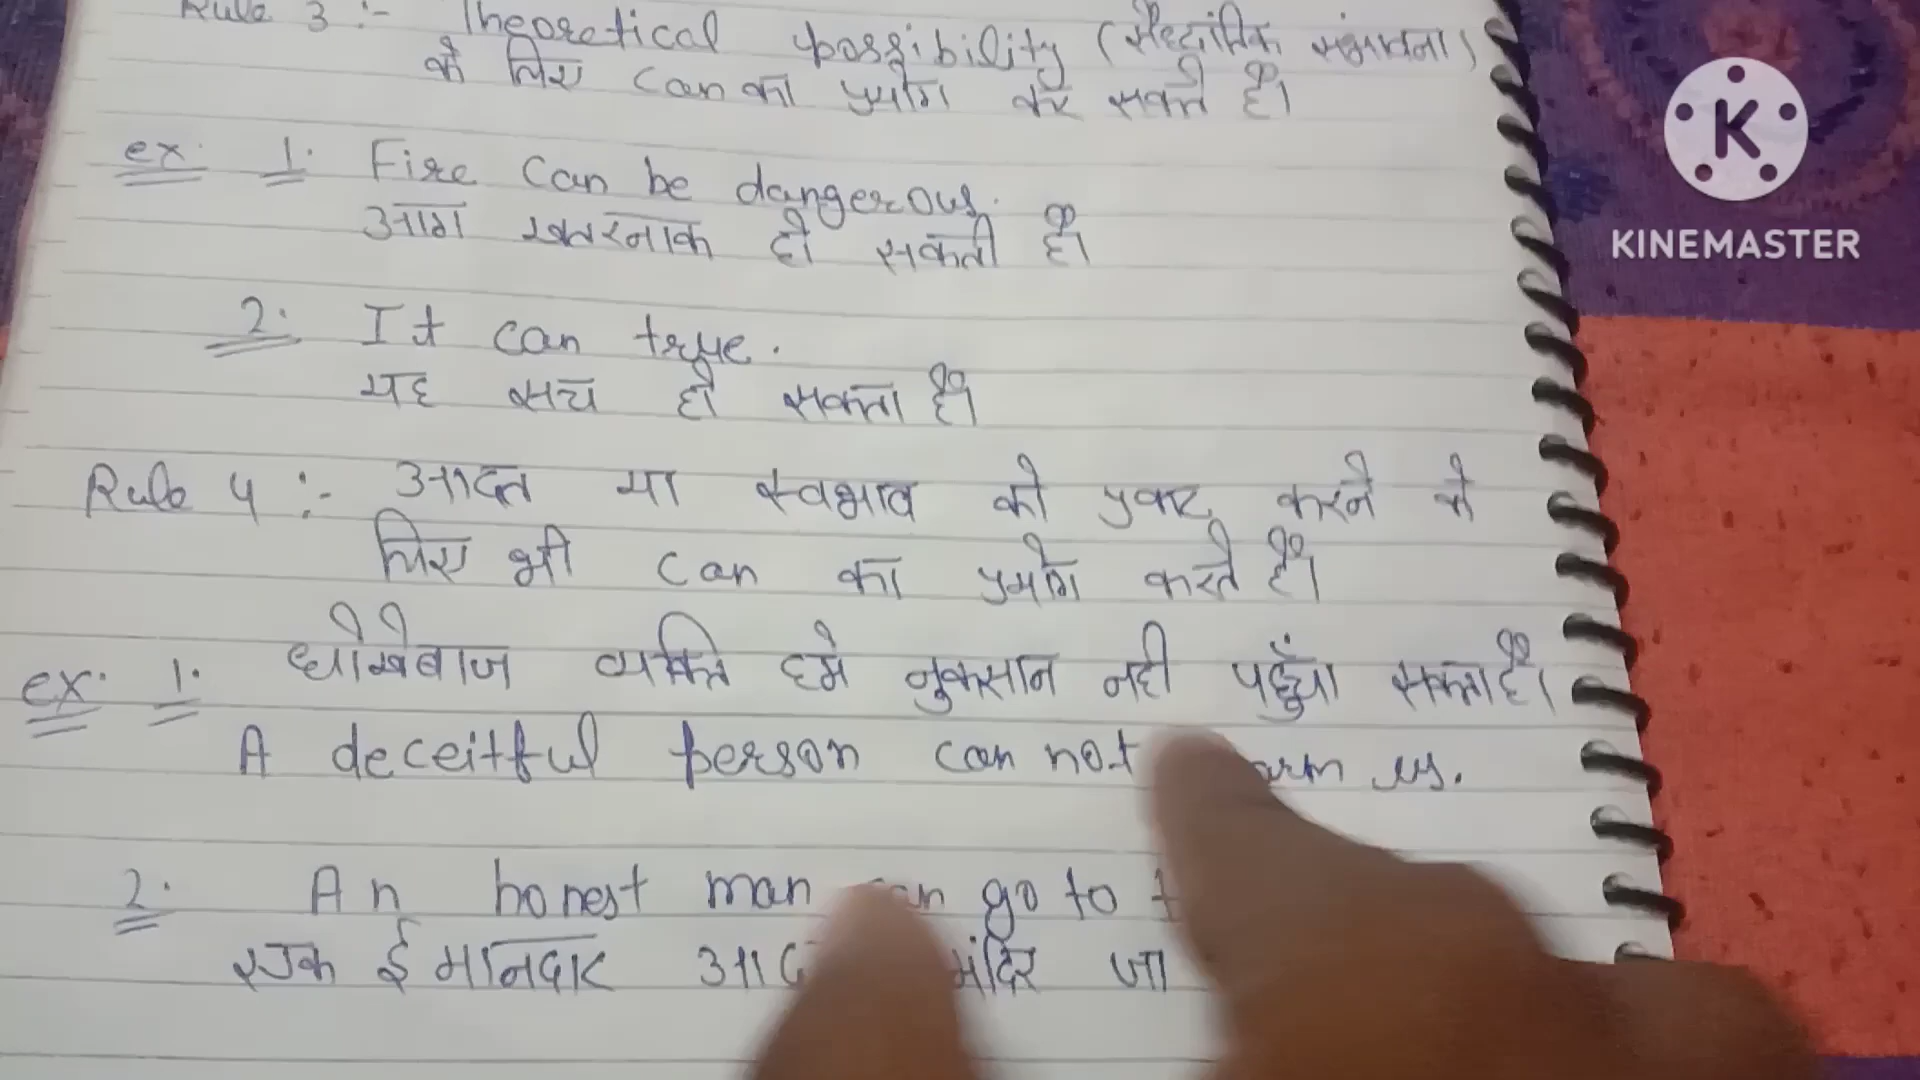 Rule 3 :- Theoretical possibility (सैद्धांतिक संभावना)
के लिए can का प्रयोग कर सकते है।
ex. 1. Fire can be dangerous.
आग खतरनाक हो सकती है।
2. It can true.
यह सच हो सकता है।
Rule 4 :- आदत या स्वभाव को प्रकट करने के
लिए भी can का प्रयोग करते है।
ex. 1. धोखेबाज व्यक्ति हमे नुकसान नही पहुँचा सकता है।
A deceitful person can not us.
2. An honest man go to
एक ईमानदार मंदिर जा
K
KINEMASTER